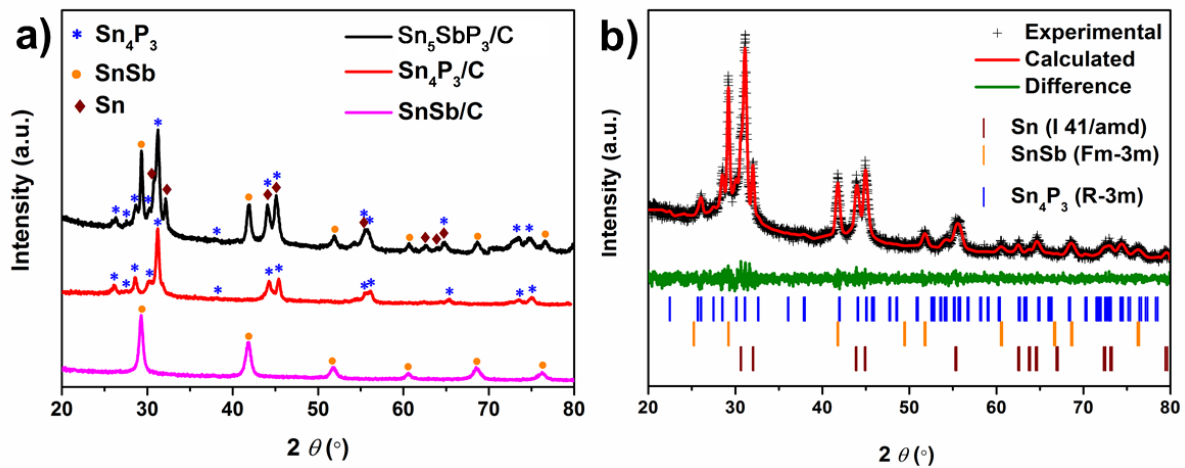 a)
* Sn₄P₃
● SnSb
◆ Sn
Sn₅SbP₃/C
Sn₄P₃/C
SnSb/C
Intensity (a.u.)
20 30 40 50 60 70 80
2 θ (°)
b)
Experimental
Calculated
Difference
Sn (I 41/amd)
SnSb (Fm-3m)
Sn₄P₃ (R-3m)
Intensity (a.u.)
20 30 40 50 60 70 80
2 θ (°)